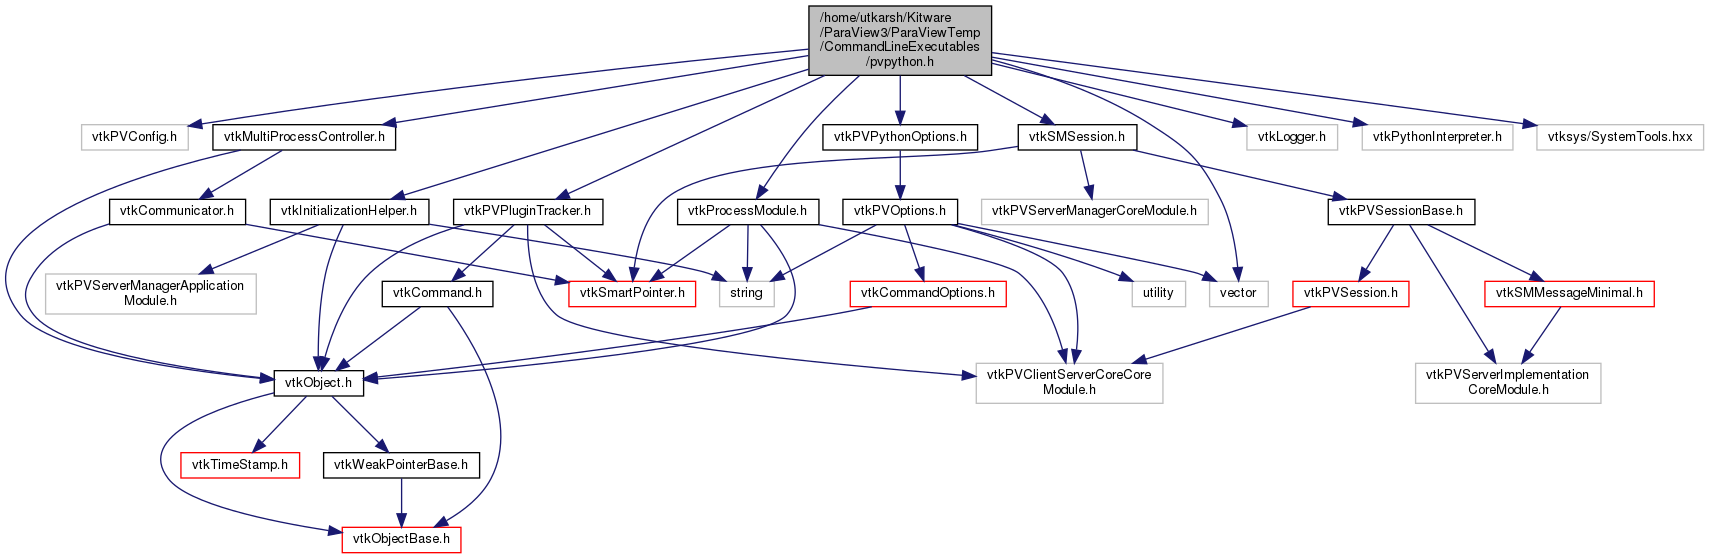 /home/utkarsh/Kitware
/ParaView3/ParaViewTemp
/CommandLineExecutables
/pvpython.h
vtkPVConfig.h
vtkMultiProcessController.h
vtkPVPythonOptions.h
vtkSMSession.h
vtkLogger.h
vtkPythonInterpreter.h
vtksys/SystemTools.hxx
vtkCommunicator.h
vtkInitializationHelper.h
vtkPVPluginTracker.h
vtkProcessModule.h
vtkPVOptions.h
vtkPVServerManagerCoreModule.h
vtkPVSessionBase.h
vtkPVServerManagerApplication
Module.h
vtkCommand.h
vtkSmartPointer.h
string
vtkCommandOptions.h
utility
vector
vtkPVSession.h
vtkSMMessageMinimal.h
vtkObject.h
vtkPVClientServerCoreCore
Module.h
vtkPVServerImplementation
CoreModule.h
vtkTimeStamp.h
vtkWeakPointerBase.h
vtkObjectBase.h